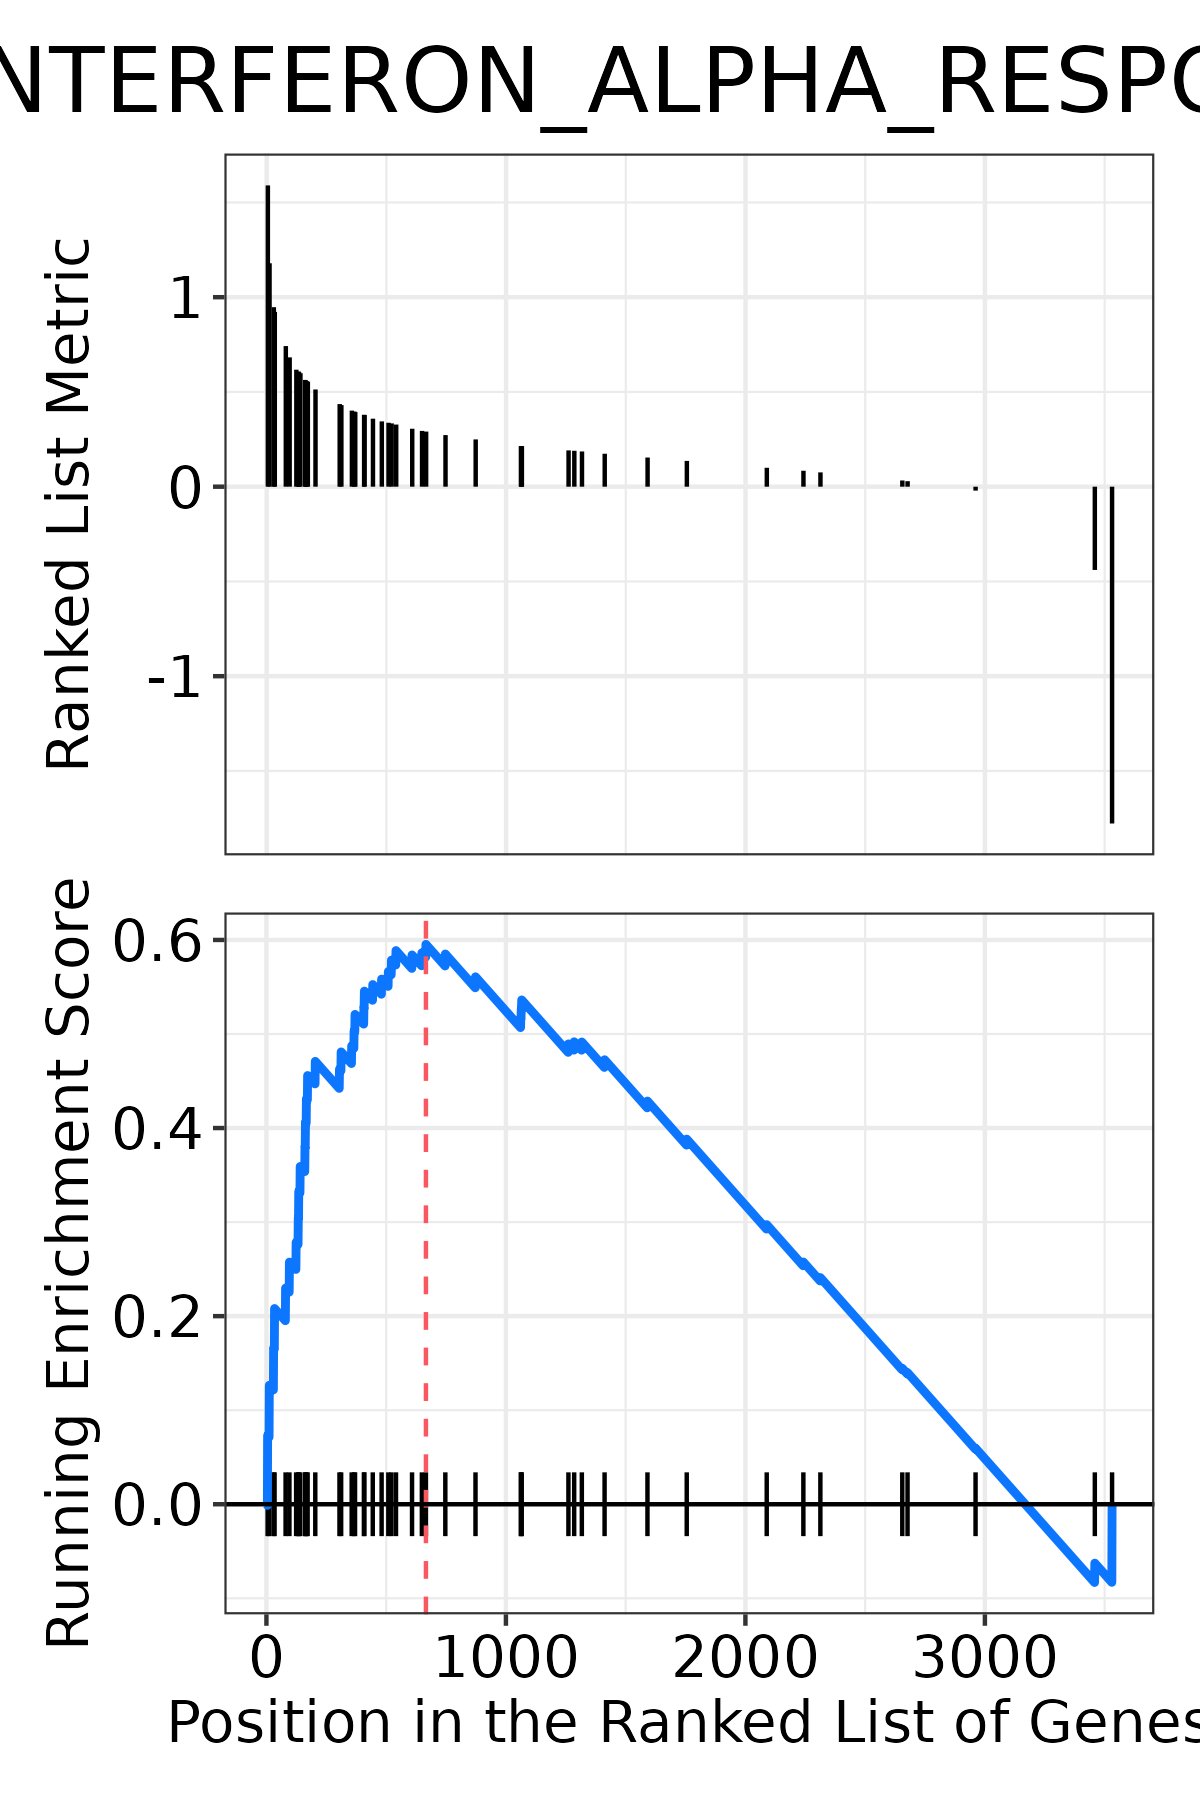 NTERFERON_ALPHA_RESPO
Ranked List Metric
1
0
-1
Running Enrichment Score
0.6
0.4
0.2
0.0
0 1000 2000 3000
Position in the Ranked List of Genes